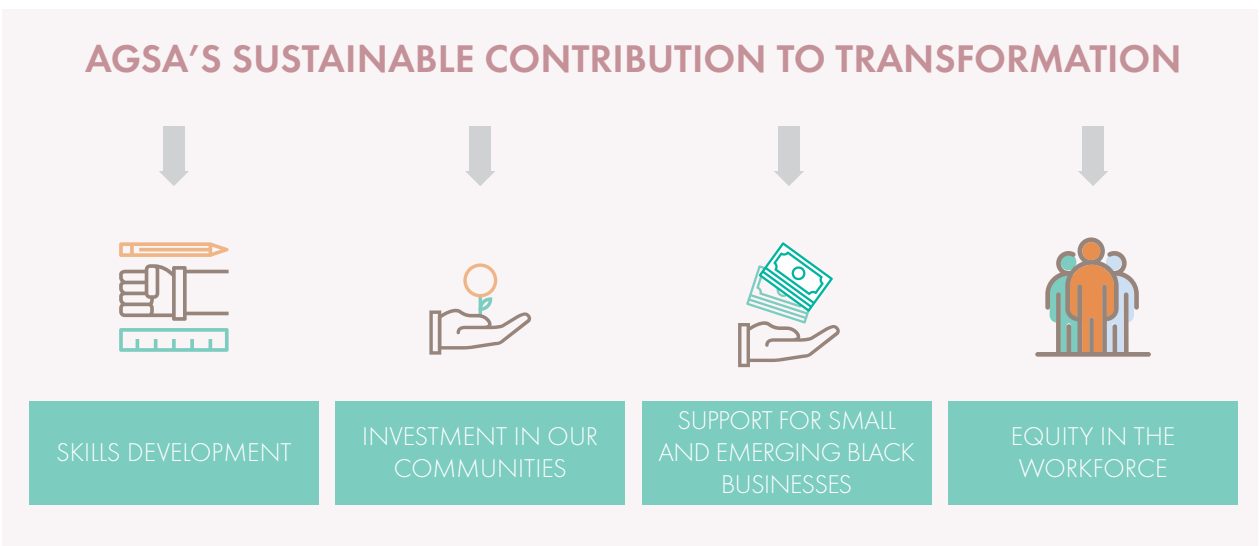 AGSA’S SUSTAINABLE CONTRIBUTION TO TRANSFORMATION
SKILLS DEVELOPMENT
INVESTMENT IN OUR
COMMUNITIES
SUPPORT FOR SMALL
AND EMERGING BLACK
BUSINESSES
EQUITY IN THE
WORKFORCE